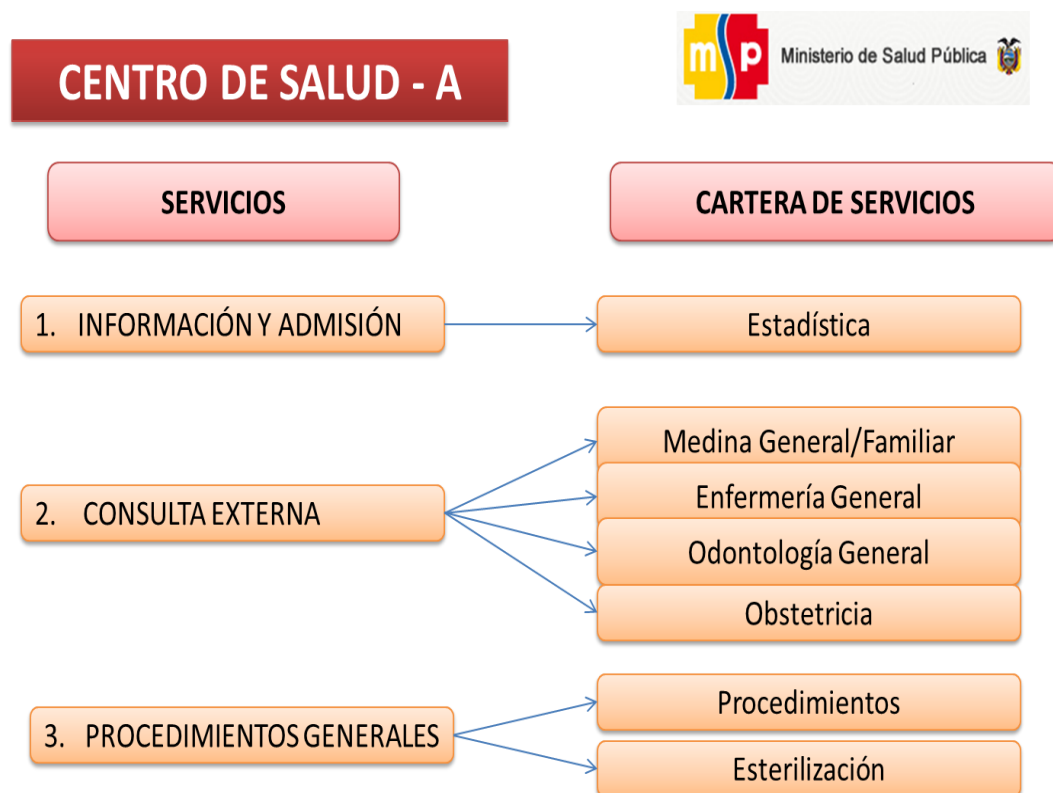 CENTRO DE SALUD - A
msp
Ministerio de Salud Pública
SERVICIOS
CARTERA DE SERVICIOS
1. INFORMACIÓN Y ADMISIÓN
Estadística
2. CONSULTA EXTERNA
Medina General/Familiar
Enfermería General
Odontología General
Obstetricia
3. PROCEDIMIENTOS GENERALES
Procedimientos
Esterilización